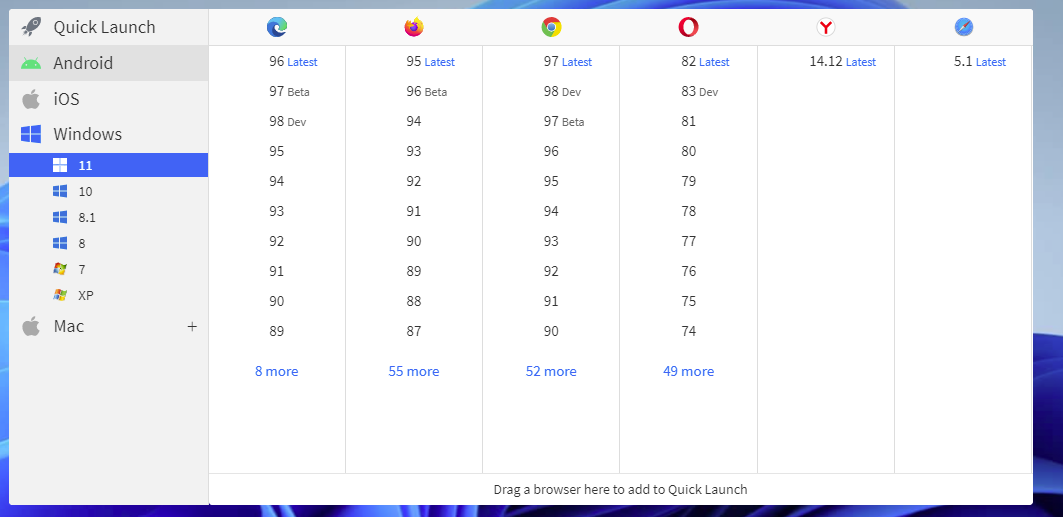 Quick Launch
Android
iOS
Windows
11
10
8.1
8
7
XP
Mac +
96 Latest 95 Latest 97 Latest 82 Latest 14.12 Latest 5.1 Latest
97 Beta 96 Beta 98 Dev 83 Dev
98 Dev 94 97 Beta 81
95 93 96 80
94 92 95 79
93 91 94 78
92 90 93 77
91 89 92 76
90 88 91 75
89 87 90 74
8 more 55 more 52 more 49 more
Drag a browser here to add to Quick Launch